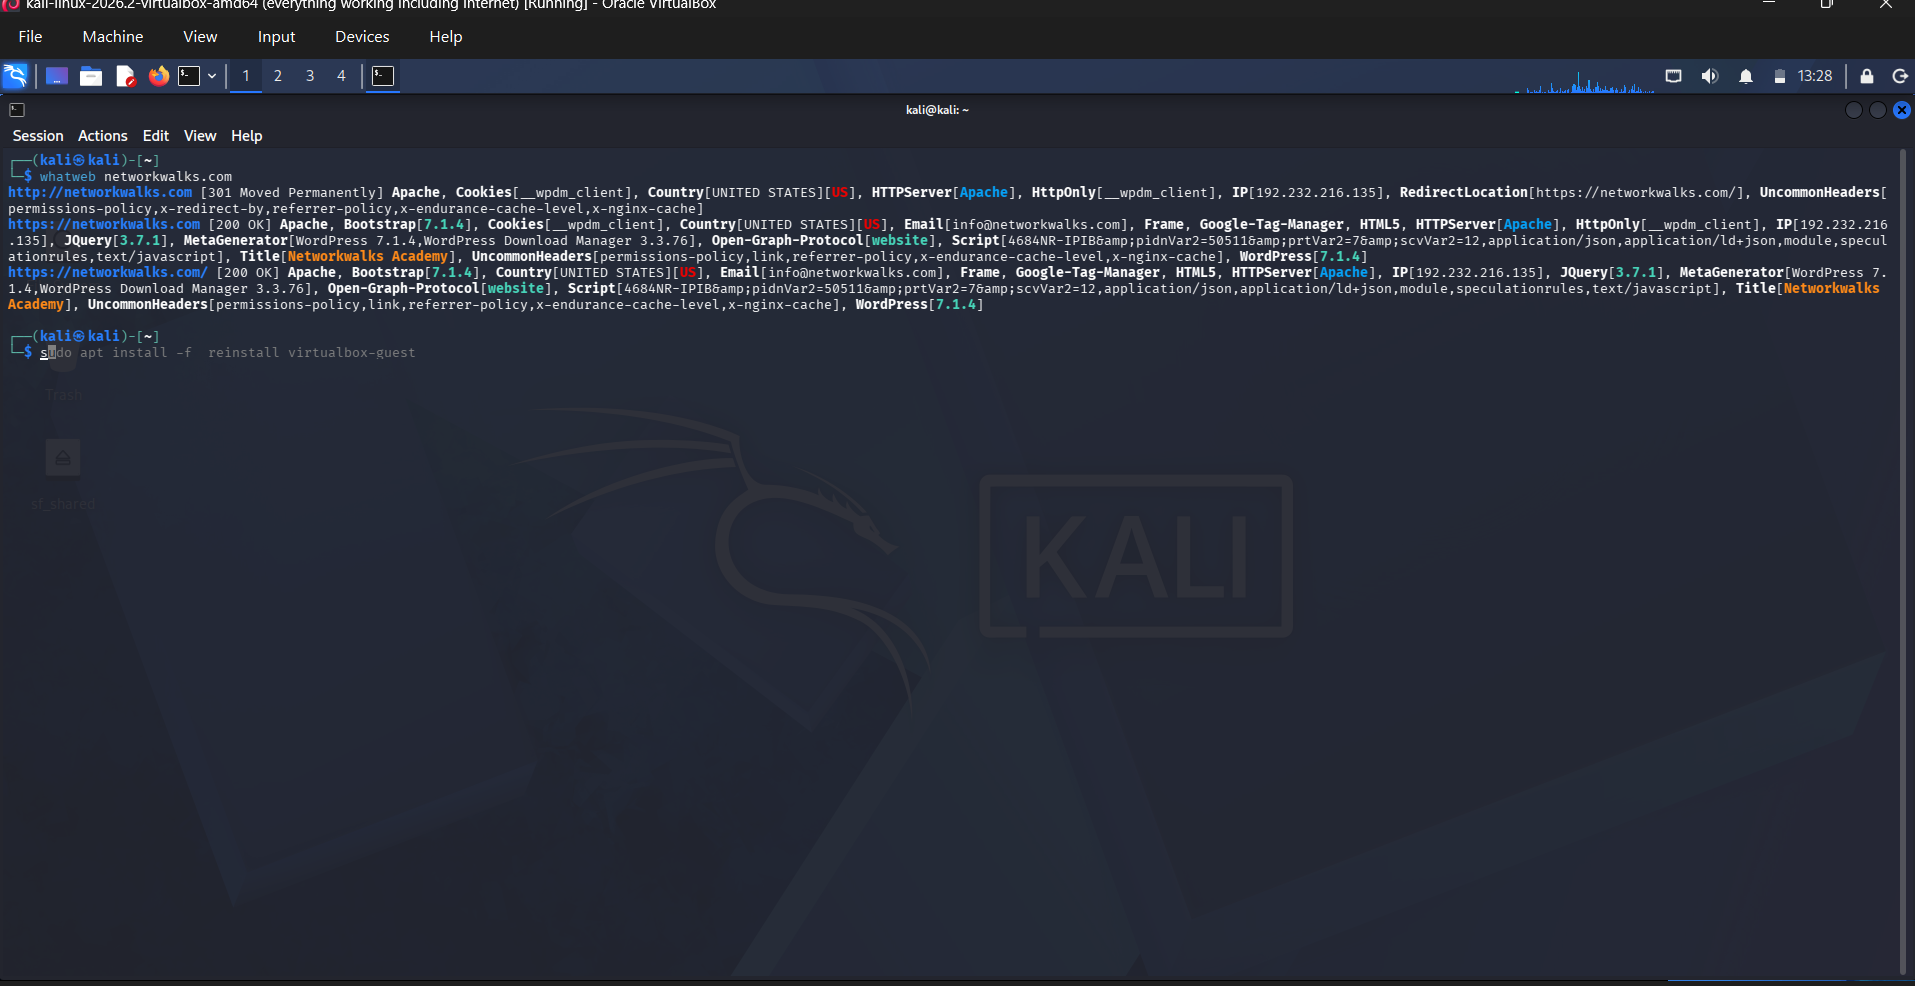 kali-linux-2026.2-virtualbox-amd64 (everything working including internet) [Running] - Oracle VirtualBox
File Machine View Input Devices Help
1 2 3 4 13:28
kali@kali: ~
Session Actions Edit View Help
┌──(kali㉿kali)-[~]
└─$ whatweb networkwalks.com
http://networkwalks.com [301 Moved Permanently] Apache, Cookies[__wpdm_client], Country[UNITED STATES][US], HTTPServer[Apache], HttpOnly[__wpdm_client], IP[192.232.216.135], RedirectLocation[https://networkwalks.com/], UncommonHeaders[
permissions-policy,x-redirect-by,referrer-policy,x-endurance-cache-level,x-nginx-cache]
https://networkwalks.com [200 OK] Apache, Bootstrap[7.1.4], Cookies[__wpdm_client], Country[UNITED STATES][US], Email[info@networkwalks.com], Frame, Google-Tag-Manager, HTML5, HTTPServer[Apache], HttpOnly[__wpdm_client], IP[192.232.216
.135], JQuery[3.7.1], MetaGenerator[WordPress 7.1.4,WordPress Download Manager 3.3.76], Open-Graph-Protocol[website], Script[4684NR-IPIB&amp;pidnVar2=50511&amp;prtVar2=7&amp;scvVar2=12,application/json,application/ld+json,module,specul
ationrules,text/javascript], Title[Networkwalks Academy], UncommonHeaders[permissions-policy,link,referrer-policy,x-endurance-cache-level,x-nginx-cache], WordPress[7.1.4]
https://networkwalks.com/ [200 OK] Apache, Bootstrap[7.1.4], Country[UNITED STATES][US], Email[info@networkwalks.com], Frame, Google-Tag-Manager, HTML5, HTTPServer[Apache], IP[192.232.216.135], JQuery[3.7.1], MetaGenerator[WordPress 7.
1.4,WordPress Download Manager 3.3.76], Open-Graph-Protocol[website], Script[4684NR-IPIB&amp;pidnVar2=50511&amp;prtVar2=7&amp;scvVar2=12,application/json,application/ld+json,module,speculationrules,text/javascript], Title[Networkwalks
Academy], UncommonHeaders[permissions-policy,link,referrer-policy,x-endurance-cache-level,x-nginx-cache], WordPress[7.1.4]
┌──(kali㉿kali)-[~]
└─$ sudo apt install -f  reinstall virtualbox-guest
Trash
sf_shared
KALI